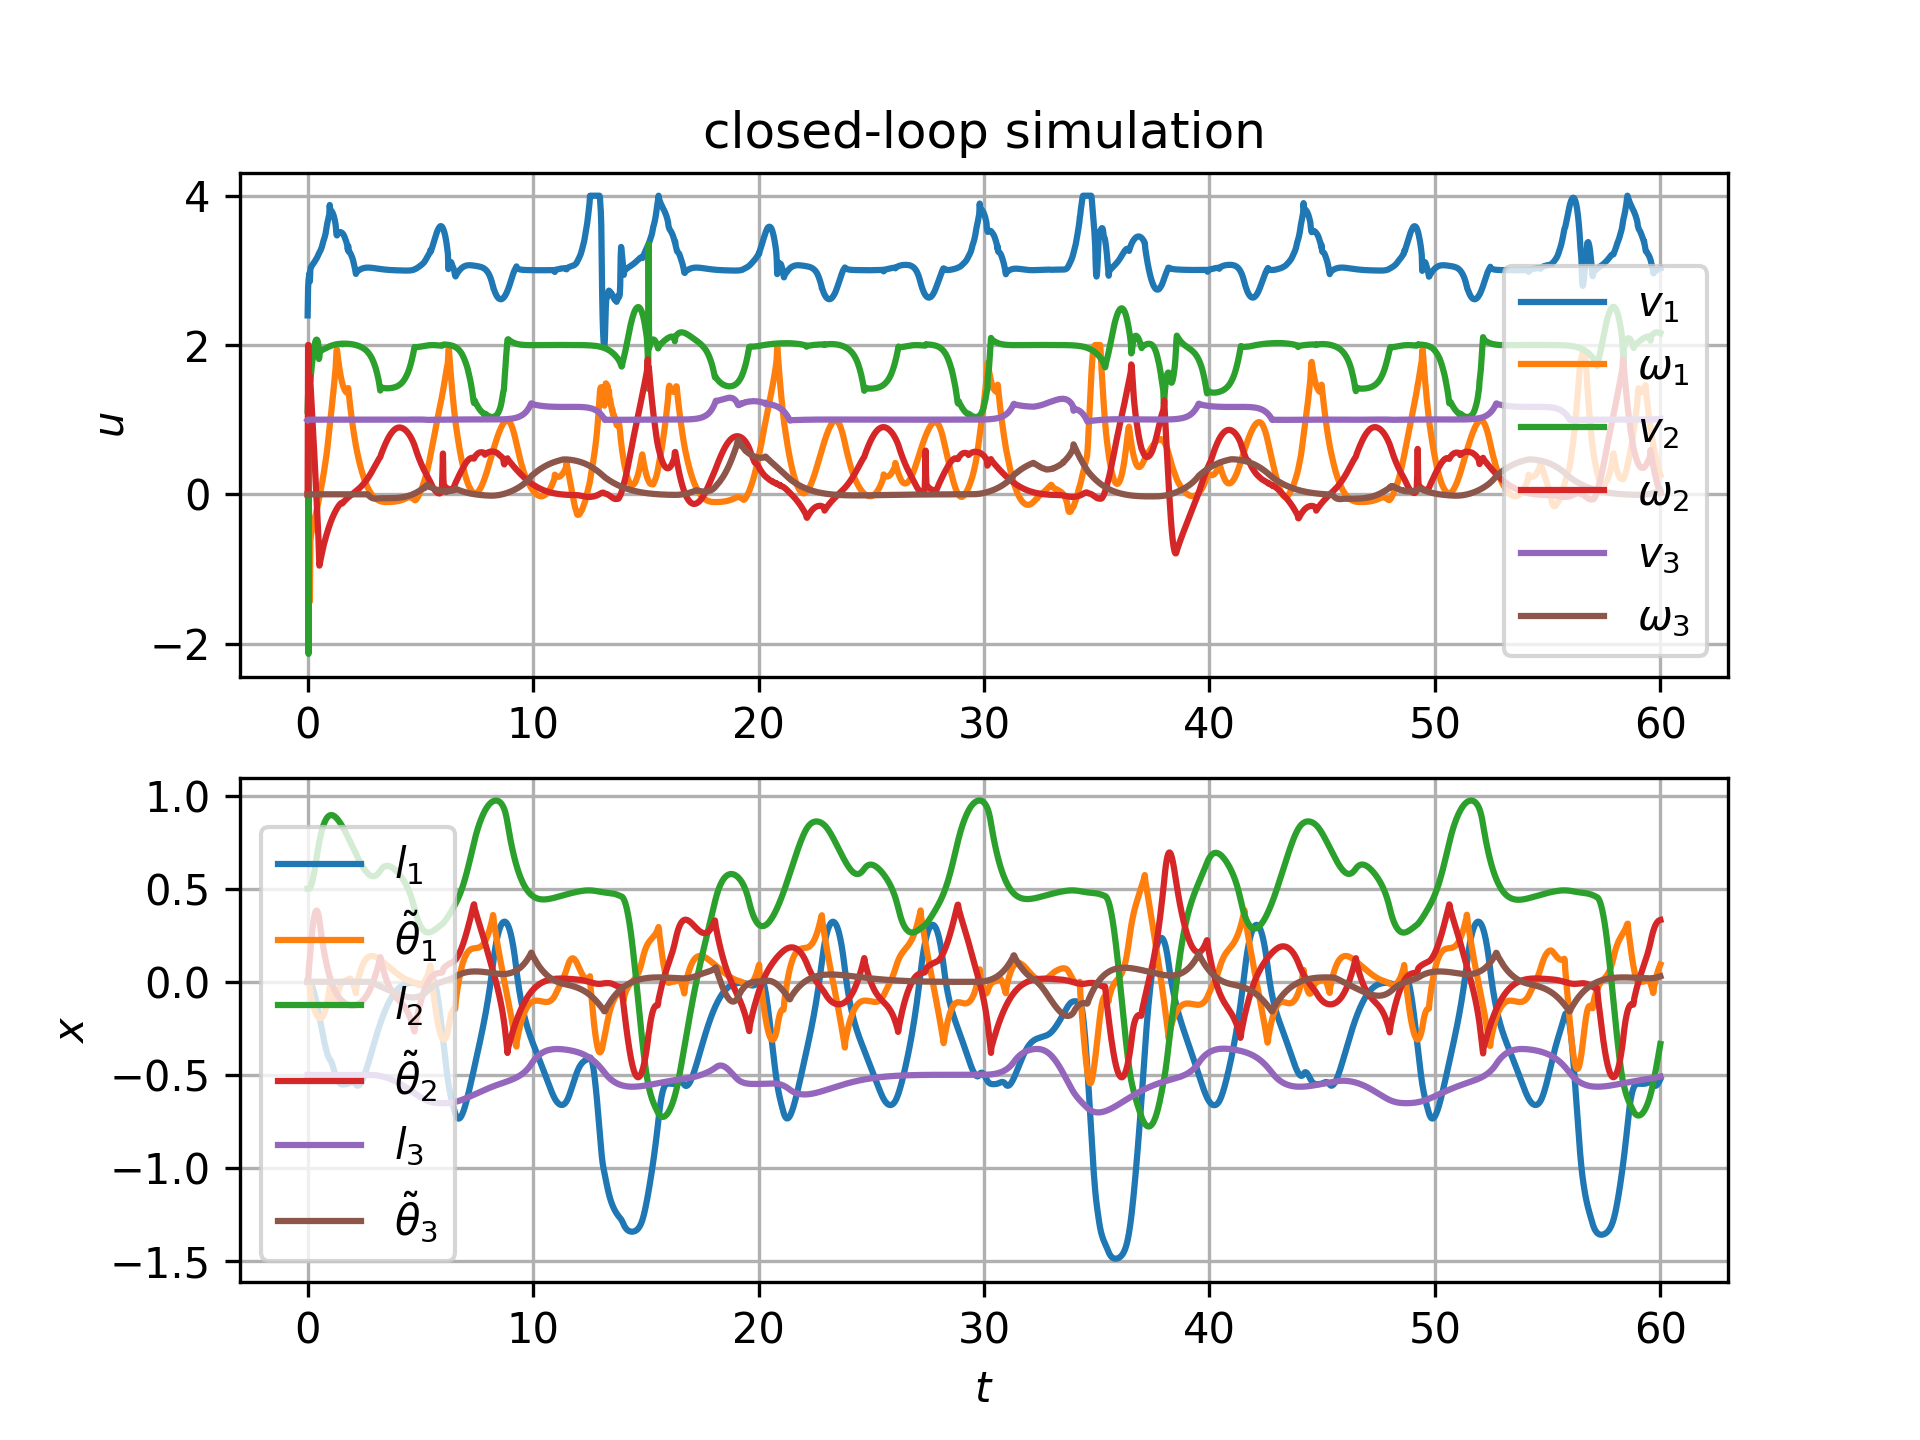 closed-loop simulation
u
4
2
0
−2
v₁
ω₁
v₂
ω₂
v₃
ω₃
0 10 20 30 40 50 60
x
1.0
0.5
0.0
−0.5
−1.0
−1.5
l₁
θ̃₁
l₂
θ̃₂
l₃
θ̃₃
0 10 20 30 40 50 60
t